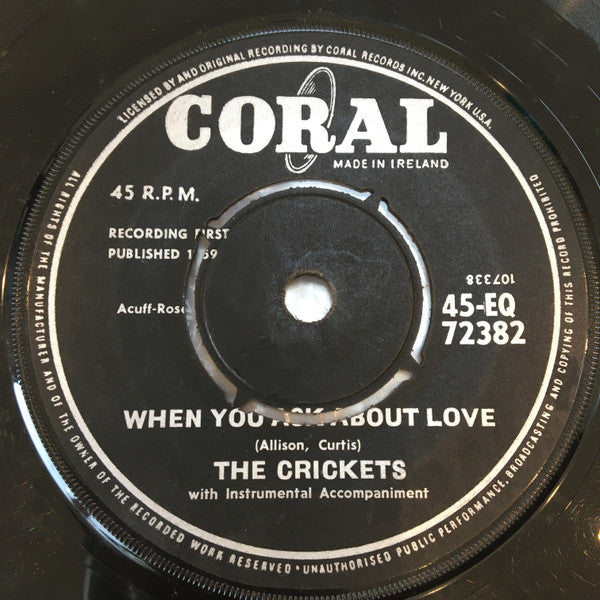 LICENSED BY AND ORIGINAL RECORDING BY CORAL RECORDS INC. NEW YORK U.S.A.
CORAL
MADE IN IRELAND
45 R.P.M.
RECORDING FIRST
PUBLISHED 1959
107338
Acuff-Rose
45-EQ
72382
WHEN YOU ASK ABOUT LOVE
(Allison, Curtis)
THE CRICKETS
with Instrumental Accompaniment
ALL RIGHTS OF THE MANUFACTURER AND OF THE OWNER OF THE RECORDED WORK RESERVED • UNAUTHORISED PUBLIC PERFORMANCE, BROADCASTING AND COPYING OF THIS RECORD PROHIBITED